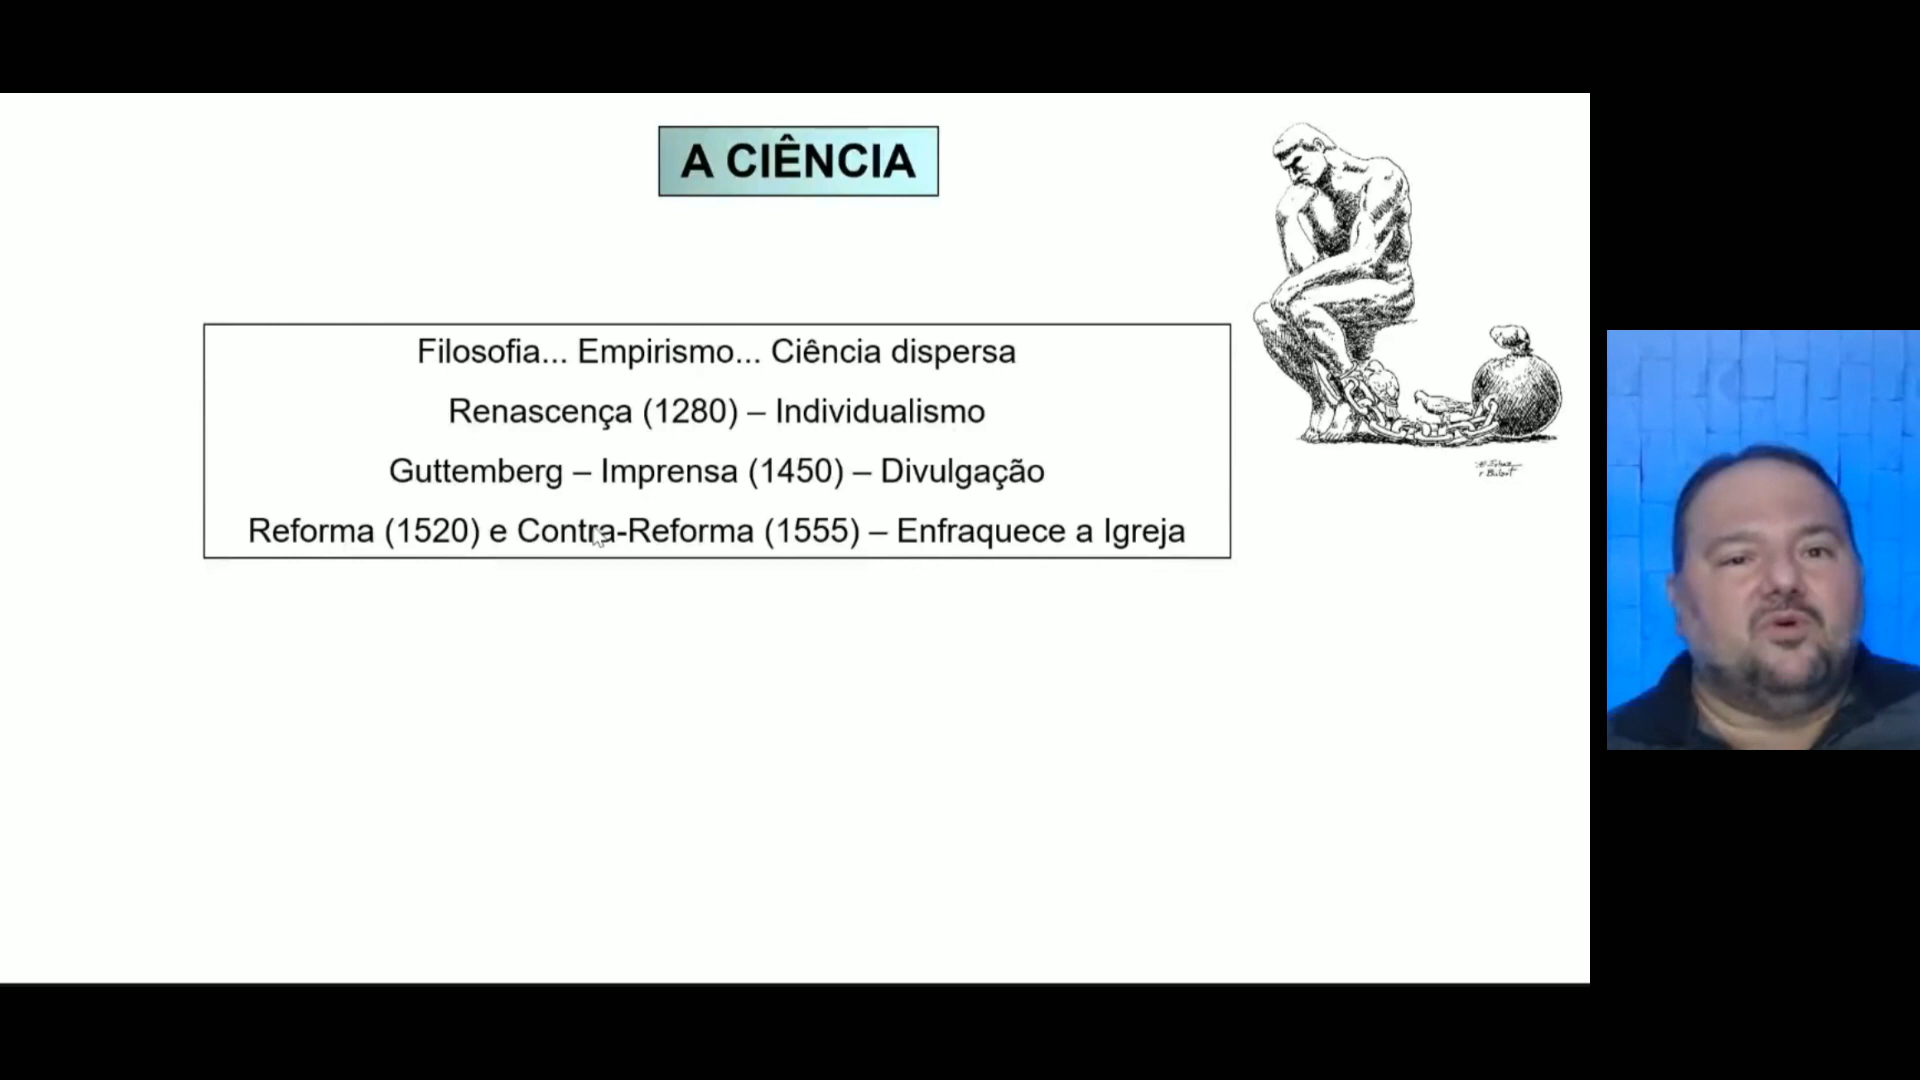 A CIÊNCIA
Filosofia... Empirismo... Ciência dispersa
Renascença (1280) – Individualismo
Guttemberg – Imprensa (1450) – Divulgação
Reforma (1520) e Contra-Reforma (1555) – Enfraquece a Igreja